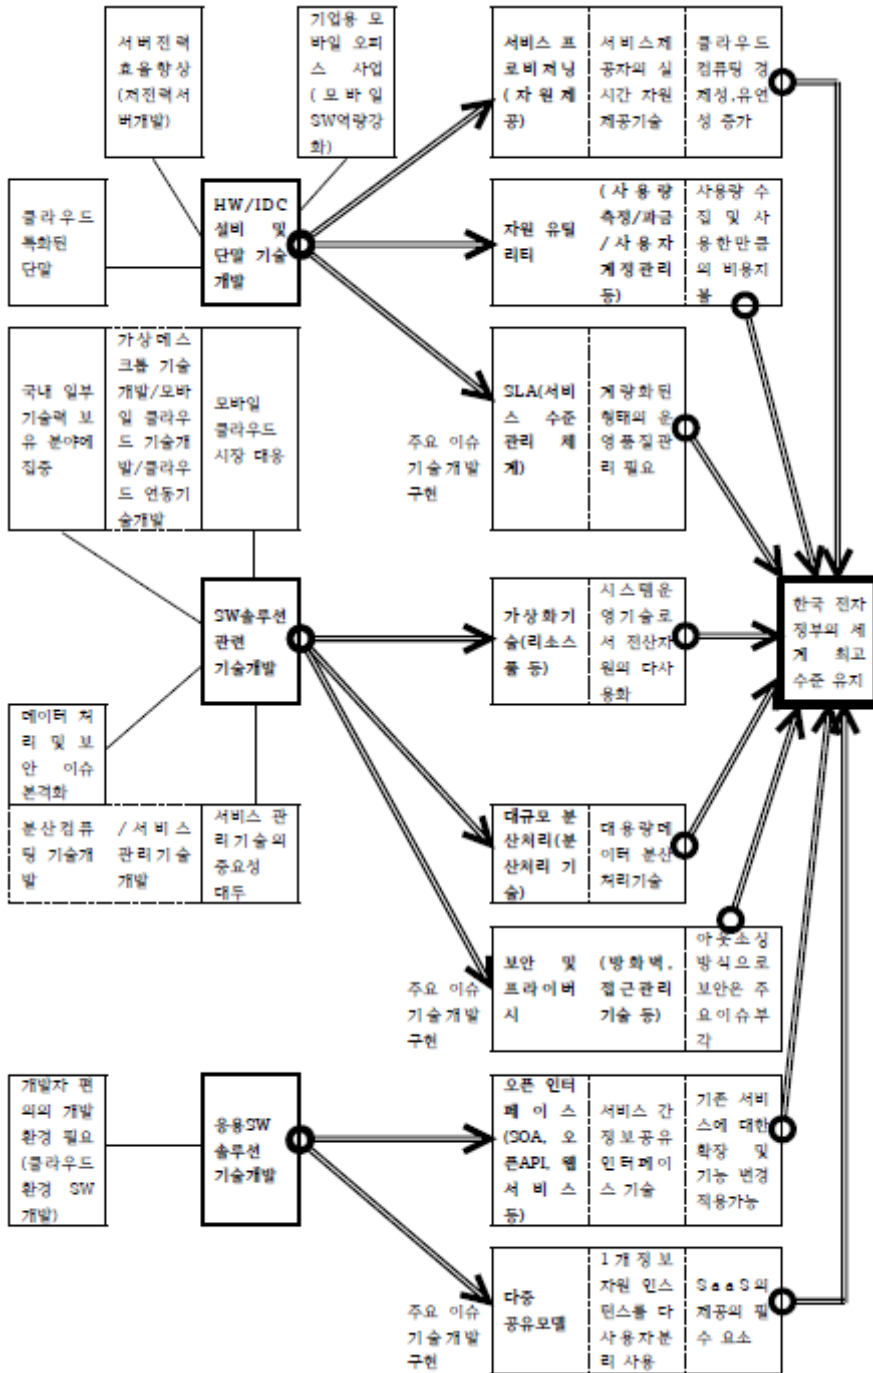 서버전력
효율향상
(저전력서
버개발)
기업용 모
바일 오피
스 사업
(모바일
SW역량강
화)
클라우드
특화된
단말
HW/IDC
설비 및
단말 기술
개발
서비스 프
로비저닝
(자원제
공)
서비스제
공자의 실
시간 자원
제공기술
클라우드
컴퓨팅 경
제성,유연
성 증가
자원 유틸
리티
(사용량
측정/과금
/사용자
계정관리
등)
사용량 수
집 및 사
용한만큼
의 비용지
불
국내 일부
기술력 보
유 분야에
집중
가상데스
크톱 기술
개발/모바
일 클라우
드 기술개
발/클라우
드 연동기
술개발
모바일
클라우드
시장 대응
주요 이슈
기술개발
구현
SLA(서비
스 수준
관리 체
계)
계량화된
형태의 운
영품질관
리 필요
SW솔루션
관련
기술개발
가상화기
술(리소스
풀 등)
시스템운
영기술로
서 전산자
원의 다사
용화
한국 전자
정부의 세
계 최고
수준 유지
데이터 처
리 및 보
안 이슈
본격화
분산컴퓨
팅 기술개
발
/서비스
관리기술
개발
서비스 관
리기술의
중요성
대두
대규모 분
산처리(분
산처리 기
술)
대용량데
이터 분산
처리기술
주요 이슈
기술개발
구현
보안 및
프라이버
시
(방화벽,
접근관리
기술 등)
아웃소싱
방식으로
보안은 주
요이슈부
각
개발자 편
의의 개발
환경 필요
(클라우드
환경 SW
개발)
응용SW
솔루션
기술개발
오픈 인터
페이스
(SOA, 오
픈API, 웹
서비스
등)
서비스 간
정보공유
인터페이
스 기술
기존 서비
스에 대한
확장 및
기능 변경
적용가능
주요 이슈
기술개발
구현
다중
공유모델
1개정보
자원 인스
턴스를 다
사용자분
리 사용
SaaS의
제공의 필
수 요소